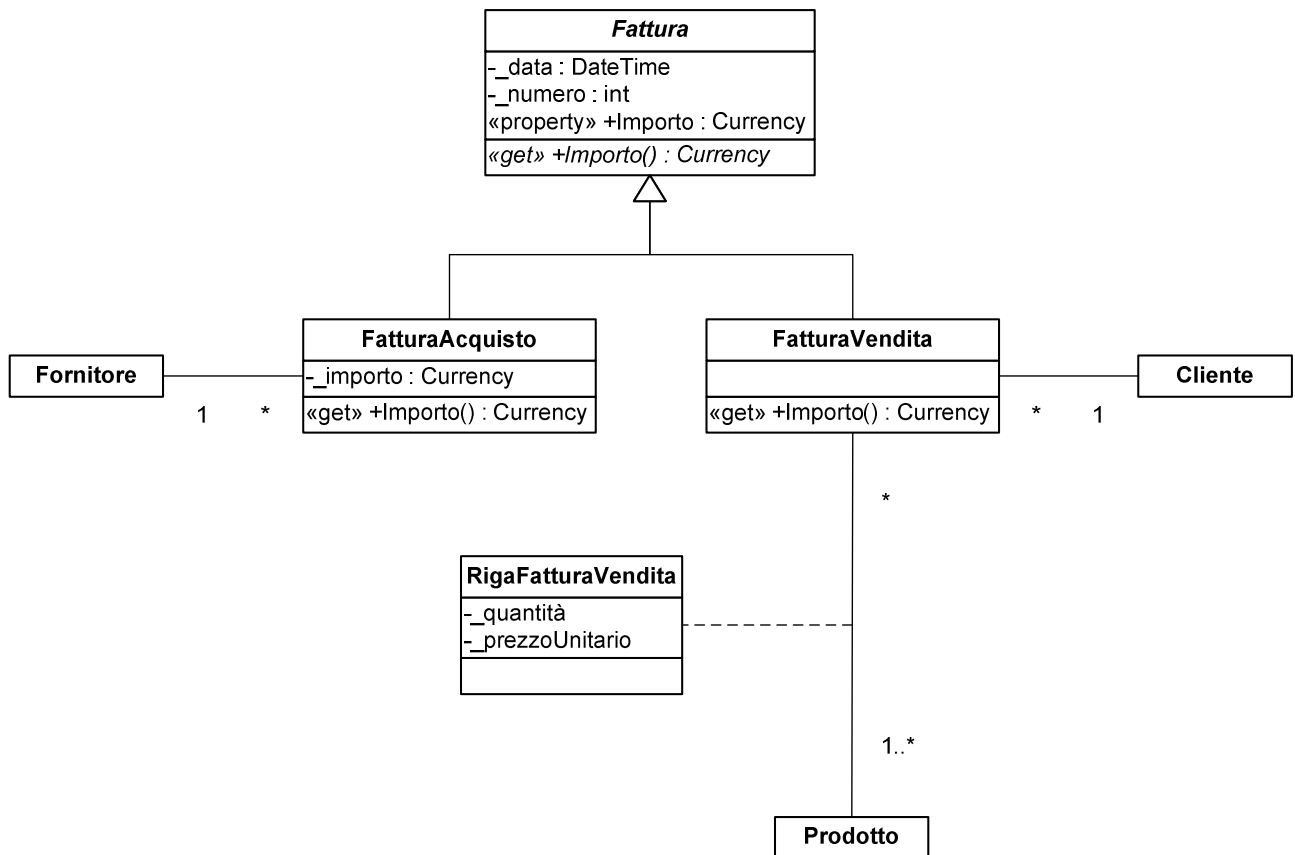 Fattura
-_data : DateTime
-_numero : int
«property» +Importo : Currency
«get» +Importo() : Currency
FatturaAcquisto
-_importo : Currency
«get» +Importo() : Currency
FatturaVendita
«get» +Importo() : Currency
Fornitore
Cliente
1
*
*
1
*
RigaFatturaVendita
-_quantità
-_prezzoUnitario
1..*
Prodotto